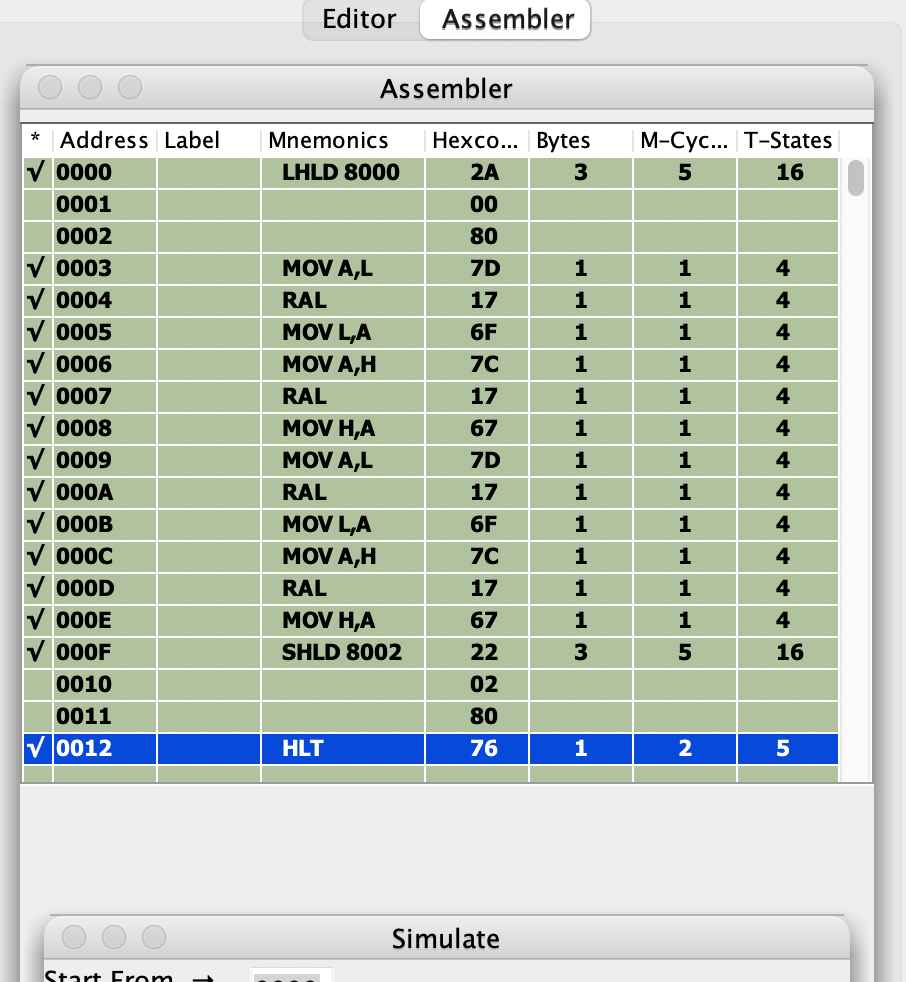 Editor Assembler
Assembler
* Address Label Mnemonics Hexco... Bytes M-Cyc... T-States
√ 0000 LHLD 8000 2A 3 5 16
0001 00
0002 80
√ 0003 MOV A,L 7D 1 1 4
√ 0004 RAL 17 1 1 4
√ 0005 MOV L,A 6F 1 1 4
√ 0006 MOV A,H 7C 1 1 4
√ 0007 RAL 17 1 1 4
√ 0008 MOV H,A 67 1 1 4
√ 0009 MOV A,L 7D 1 1 4
√ 000A RAL 17 1 1 4
√ 000B MOV L,A 6F 1 1 4
√ 000C MOV A,H 7C 1 1 4
√ 000D RAL 17 1 1 4
√ 000E MOV H,A 67 1 1 4
√ 000F SHLD 8002 22 3 5 16
0010 02
0011 80
√ 0012 HLT 76 1 2 5
Simulate
Start From →